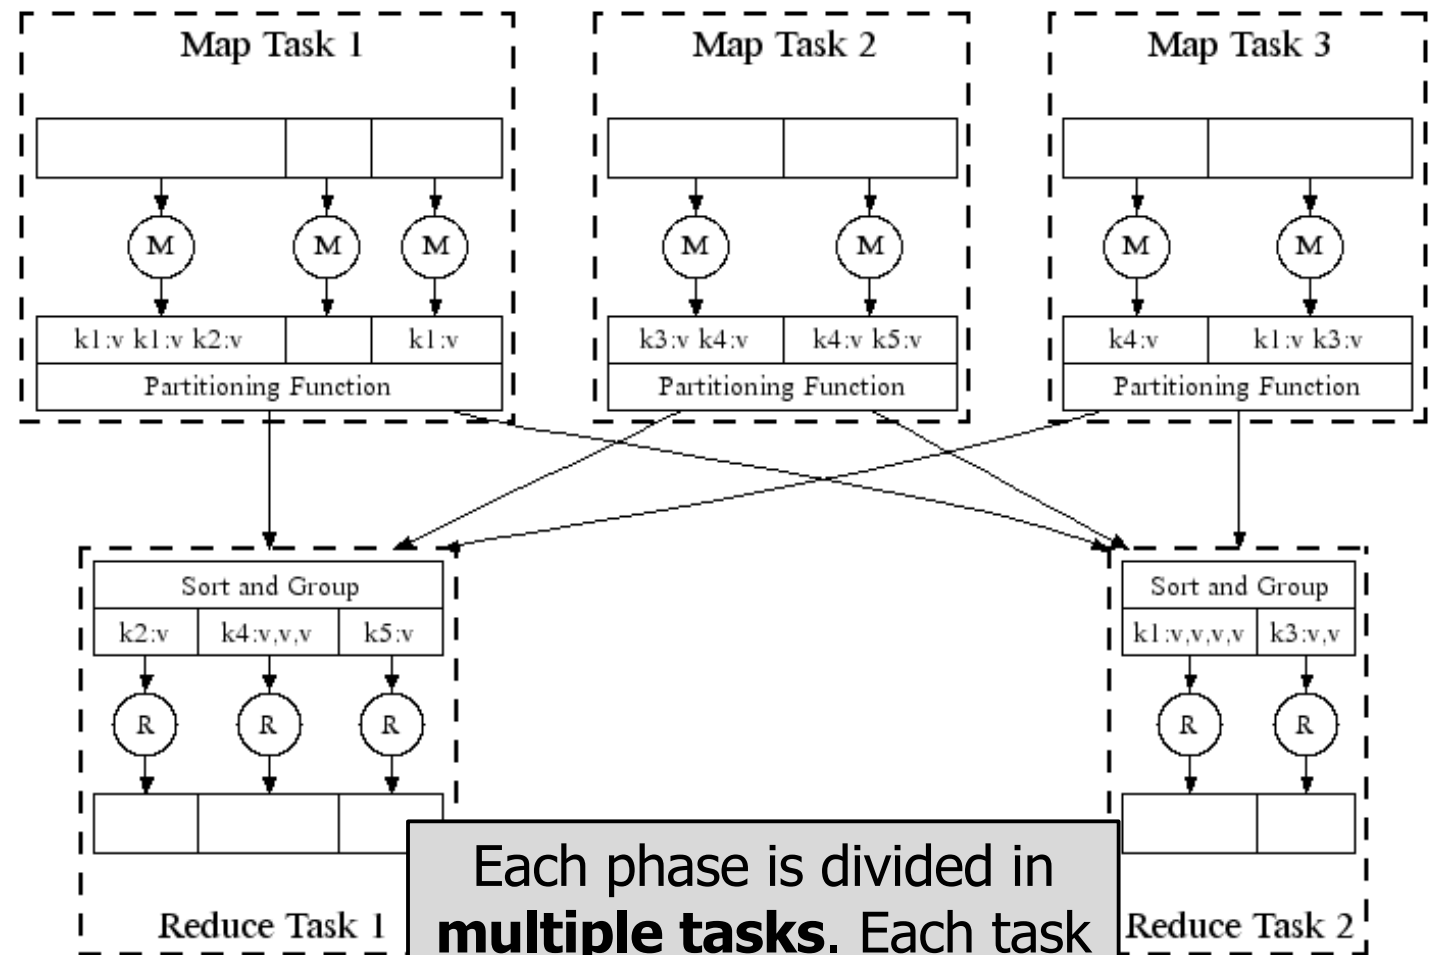 Map Task 1
Map Task 2
Map Task 3
M
M
M
M
M
M
M
k1:v k1:v k2:v
k1:v
k3:v k4:v
k4:v k5:v
k4:v
k1:v k3:v
Partitioning Function
Partitioning Function
Partitioning Function
Sort and Group
Sort and Group
k2:v
k4:v,v,v
k5:v
k1:v,v,v,v
k3:v,v
R
R
R
R
R
Reduce Task 1
Reduce Task 2
Each phase is divided in
multiple tasks. Each task